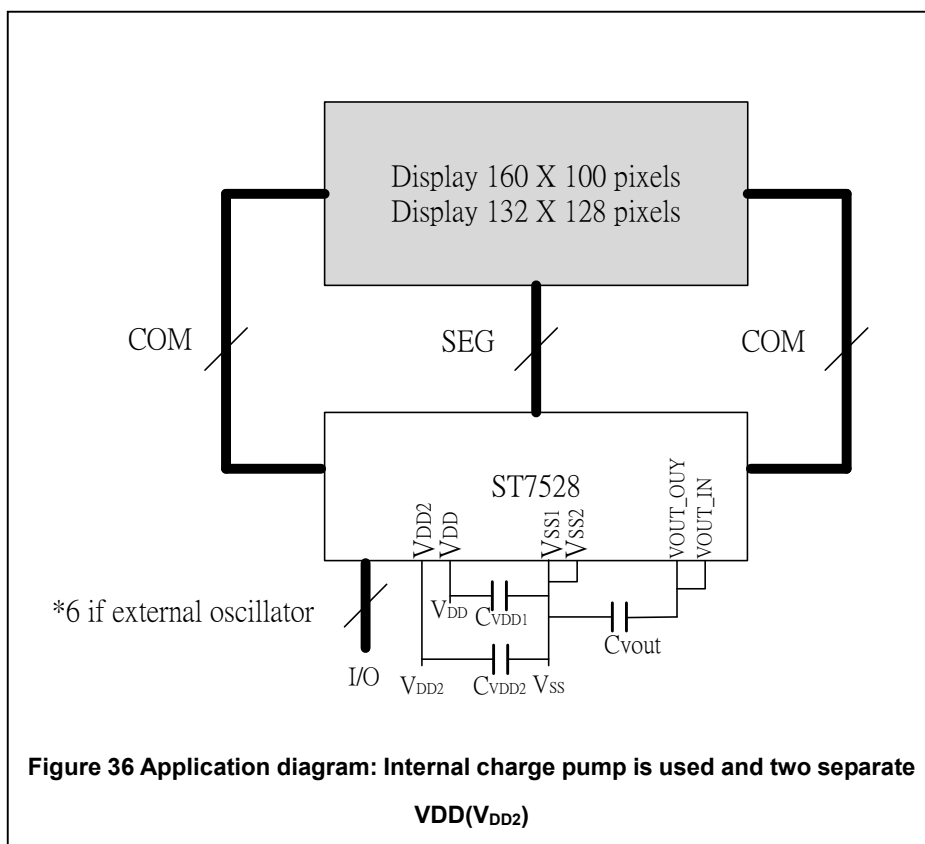 Display 160 X 100 pixels
Display 132 X 128 pixels
COM
SEG
COM
ST7528
VDD2
VDD
VSS1
VSS2
VOUT_OUY
VOUT_IN
*6 if external oscillator
I/O
VDD
CVDD1
Cvout
VDD2
CVDD2
VSS
Figure 36 Application diagram: Internal charge pump is used and two separate
VDD(VDD2)